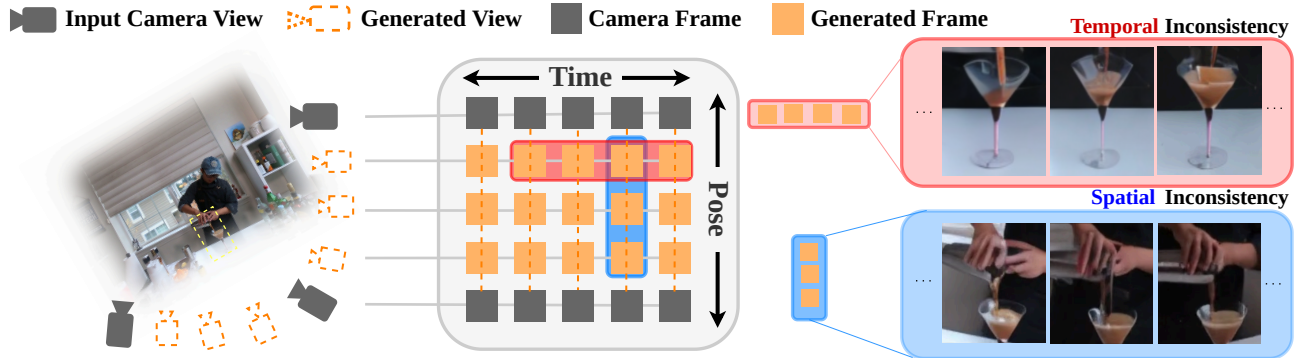 Input Camera View
Generated View
Camera Frame
Generated Frame
Temporal Inconsistency
Time
Pose
...
...
Spatial Inconsistency
...
...